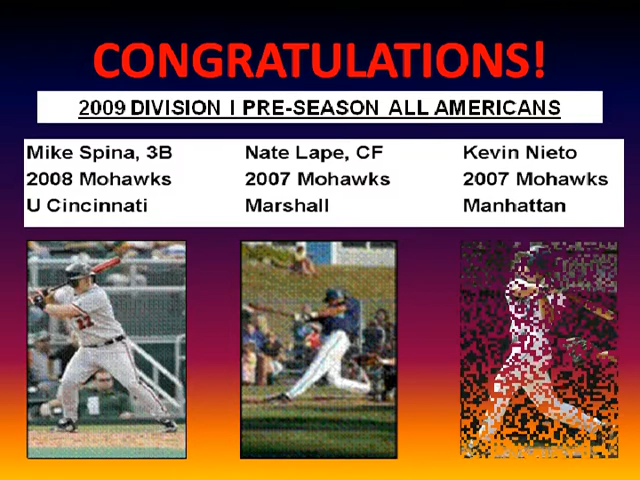 CONGRATULATIONS!
2009 DIVISION I PRE-SEASON ALL AMERICANS
Mike Spina, 3B
2008 Mohawks
U Cincinnati
Nate Lape, CF
2007 Mohawks
Marshall
Kevin Nieto
2007 Mohawks
Manhattan